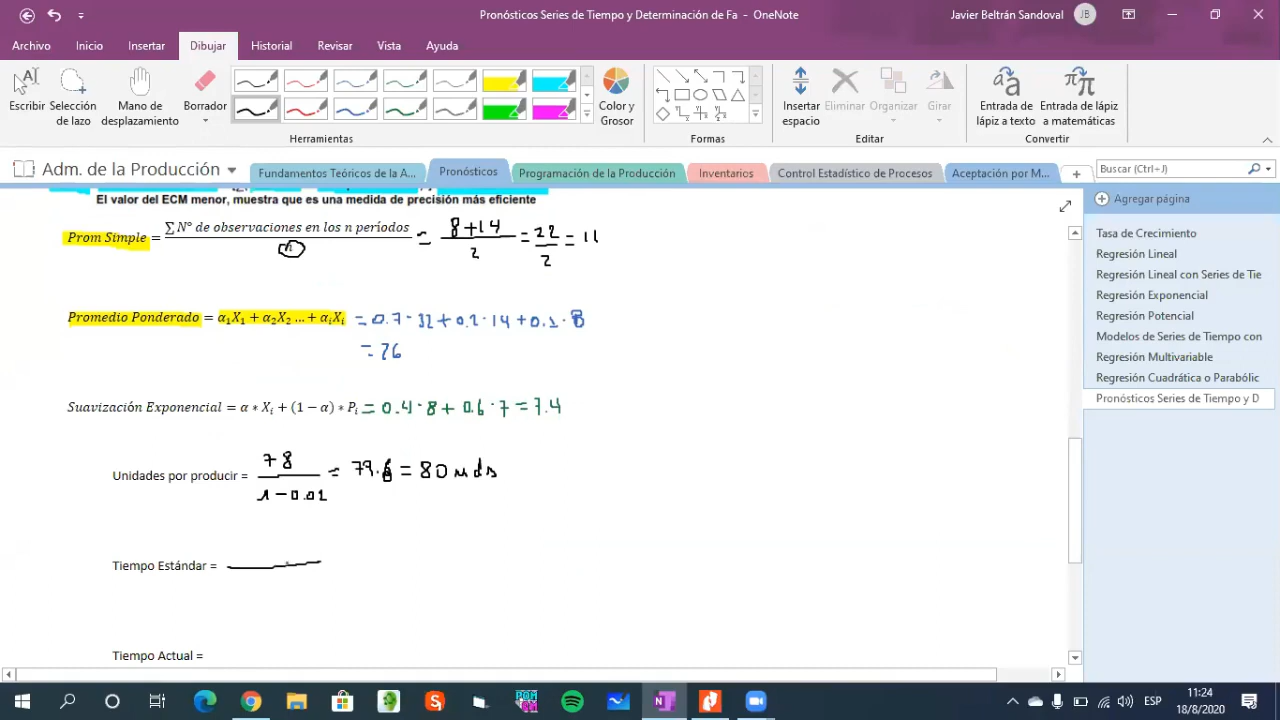 Pronósticos Series de Tiempo y Determinación de Fa - OneNote
Javier Beltrán Sandoval JB
Archivo Inicio Insertar Dibujar Historial Revisar Vista Ayuda
Escribir Selección de lazo Mano de desplazamiento Borrador Color y Grosor Insertar espacio Eliminar Organizar Girar Entrada de lápiz a texto Entrada de lápiz a matemáticas
Herramientas Formas Editar Convertir
Adm. de la Producción Fundamentos Teóricos de la A... Pronósticos Programación de la Producción Inventarios Control Estadístico de Procesos Aceptación por M... + Buscar (Ctrl+J)
Agregar página
Tasa de Crecimiento
Regresión Lineal
Regresión Lineal con Series de Tie
Regresión Exponencial
Regresión Potencial
Modelos de Series de Tiempo con
Regresión Multivariable
Regresión Cuadrática o Parabólic
Pronósticos Series de Tiempo y D
El valor del ECM menor, muestra que es una medida de precisión más eficiente
Prom Simple = ∑ N° de observaciones en los n períodos / n = 8+14 / 2 = 22 / 2 = 11
Promedio Ponderado = α1X1 + α2X2 … + αiXi = 0.7 · 32 + 0.2 · 14 + 0.1 · 8
= 26
Suavización Exponencial = α * Xi + (1 − α) * Pi = 0.4 · 8 + 0.6 · 7 = 7.4
Unidades por producir = 78 / 1 - 0.02 = 79.6 = 80 uds
Tiempo Estándar =
Tiempo Actual =
ESP
11:24
18/8/2020